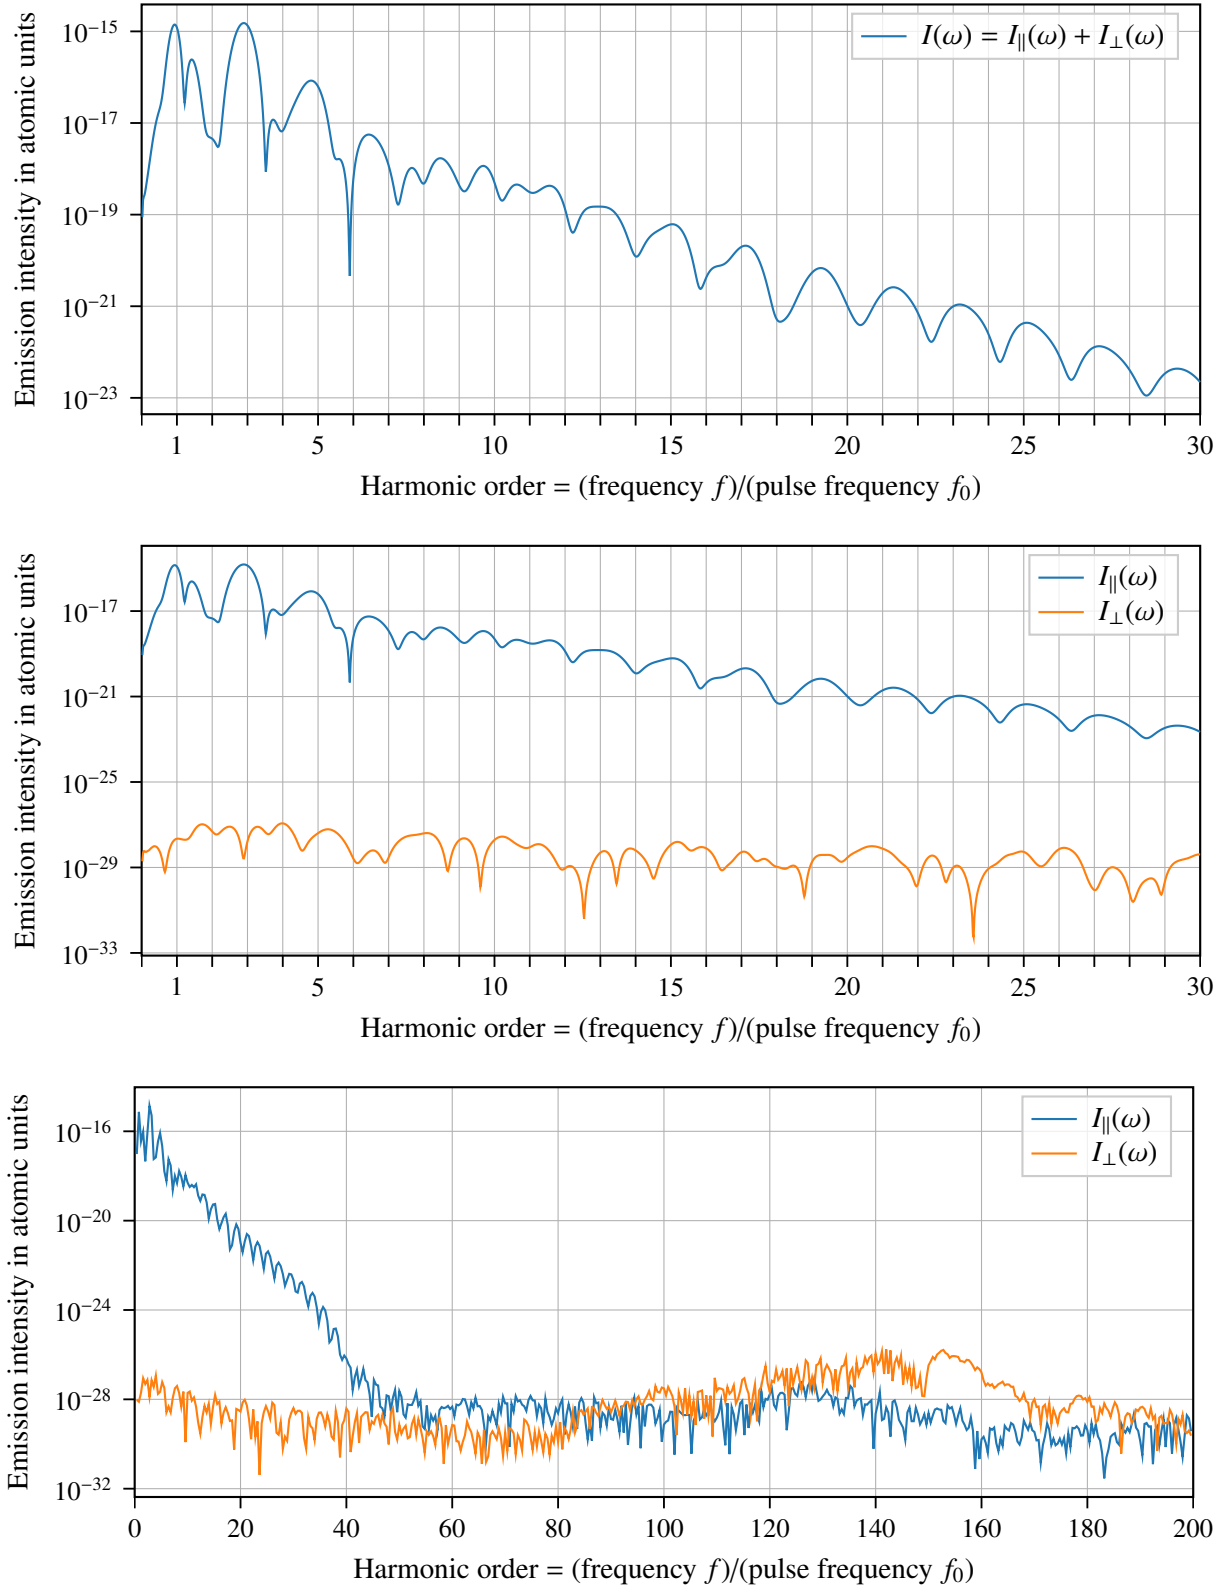 Emission intensity in atomic units
10⁻¹⁵
10⁻¹⁷
10⁻¹⁹
10⁻²¹
10⁻²³
I(ω) = I∥(ω) + I⊥(ω)
1 5 10 15 20 25 30
Harmonic order = (frequency f)/(pulse frequency f₀)
Emission intensity in atomic units
10⁻¹⁷
10⁻²¹
10⁻²⁵
10⁻²⁹
10⁻³³
I∥(ω)
I⊥(ω)
1 5 10 15 20 25 30
Harmonic order = (frequency f)/(pulse frequency f₀)
Emission intensity in atomic units
10⁻¹⁶
10⁻²⁰
10⁻²⁴
10⁻²⁸
10⁻³²
I∥(ω)
I⊥(ω)
0 20 40 60 80 100 120 140 160 180 200
Harmonic order = (frequency f)/(pulse frequency f₀)